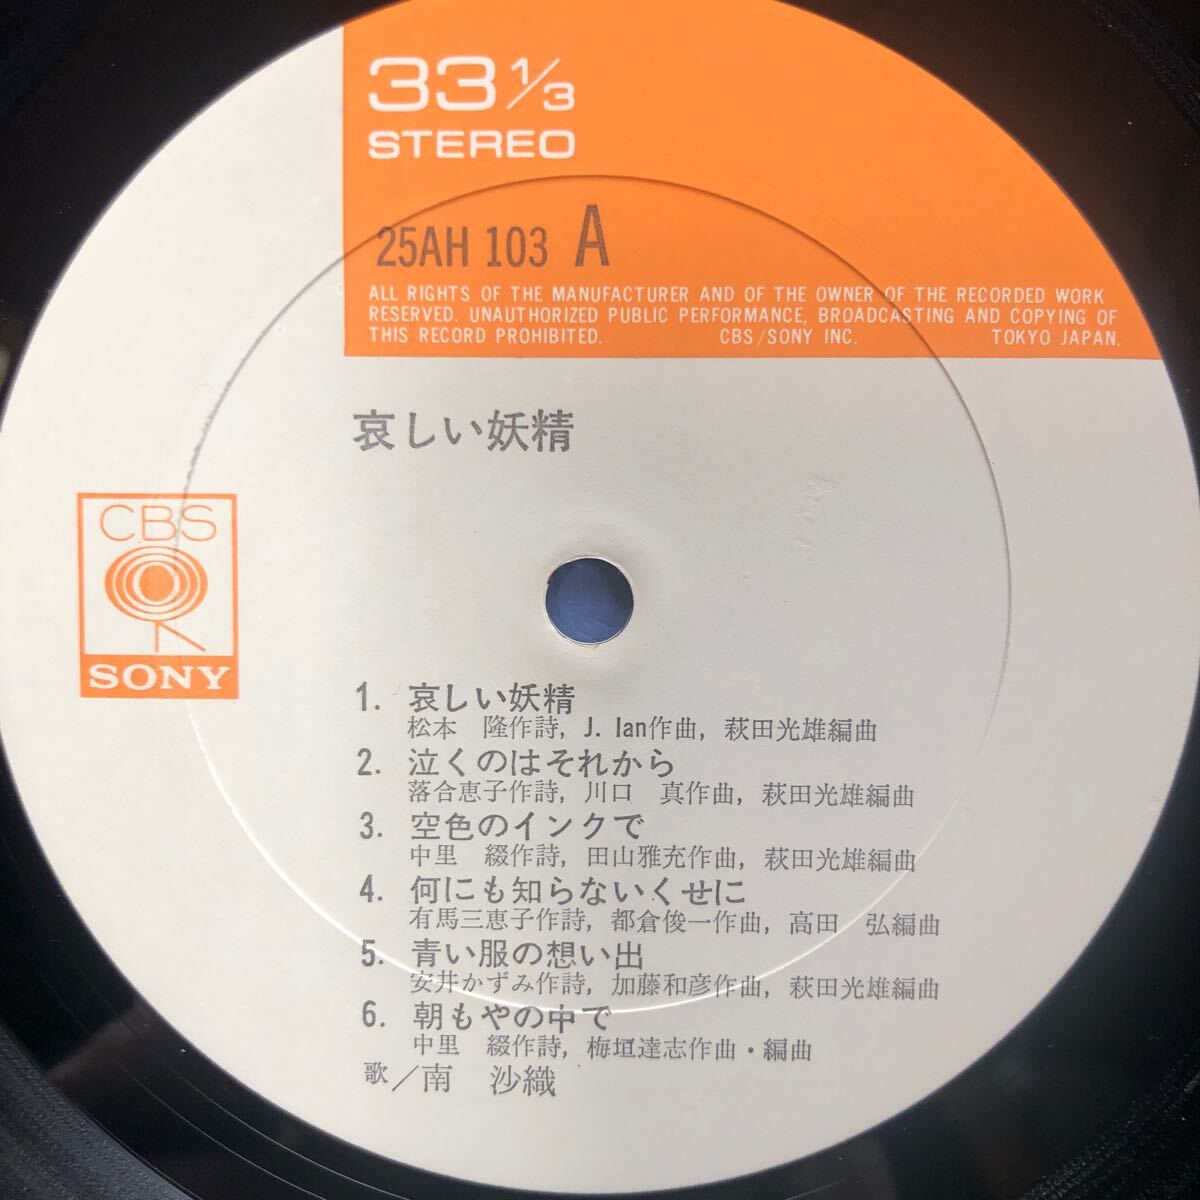 33 1/3
STEREO
25AH 103 A
ALL RIGHTS OF THE MANUFACTURER AND OF THE OWNER OF THE RECORDED WORK
RESERVED. UNAUTHORIZED PUBLIC PERFORMANCE, BROADCASTING AND COPYING OF
THIS RECORD PROHIBITED. CBS/SONY INC. TOKYO JAPAN.
哀しい妖精
CBS
SONY
1. 哀しい妖精
松本 隆作詩, J. Ian作曲, 萩田光雄編曲
2. 泣くのはそれから
落合恵子作詩, 川口 真作曲, 萩田光雄編曲
3. 空色のインクで
中里 綴作詩, 田山雅充作曲, 萩田光雄編曲
4. 何にも知らないくせに
有馬三恵子作詩, 都倉俊一作曲, 高田 弘編曲
5. 青い服の想い出
安井かずみ作詩, 加藤和彦作曲, 萩田光雄編曲
6. 朝もやの中で
中里 綴作詩, 梅垣達志作曲・編曲
歌/南 沙織